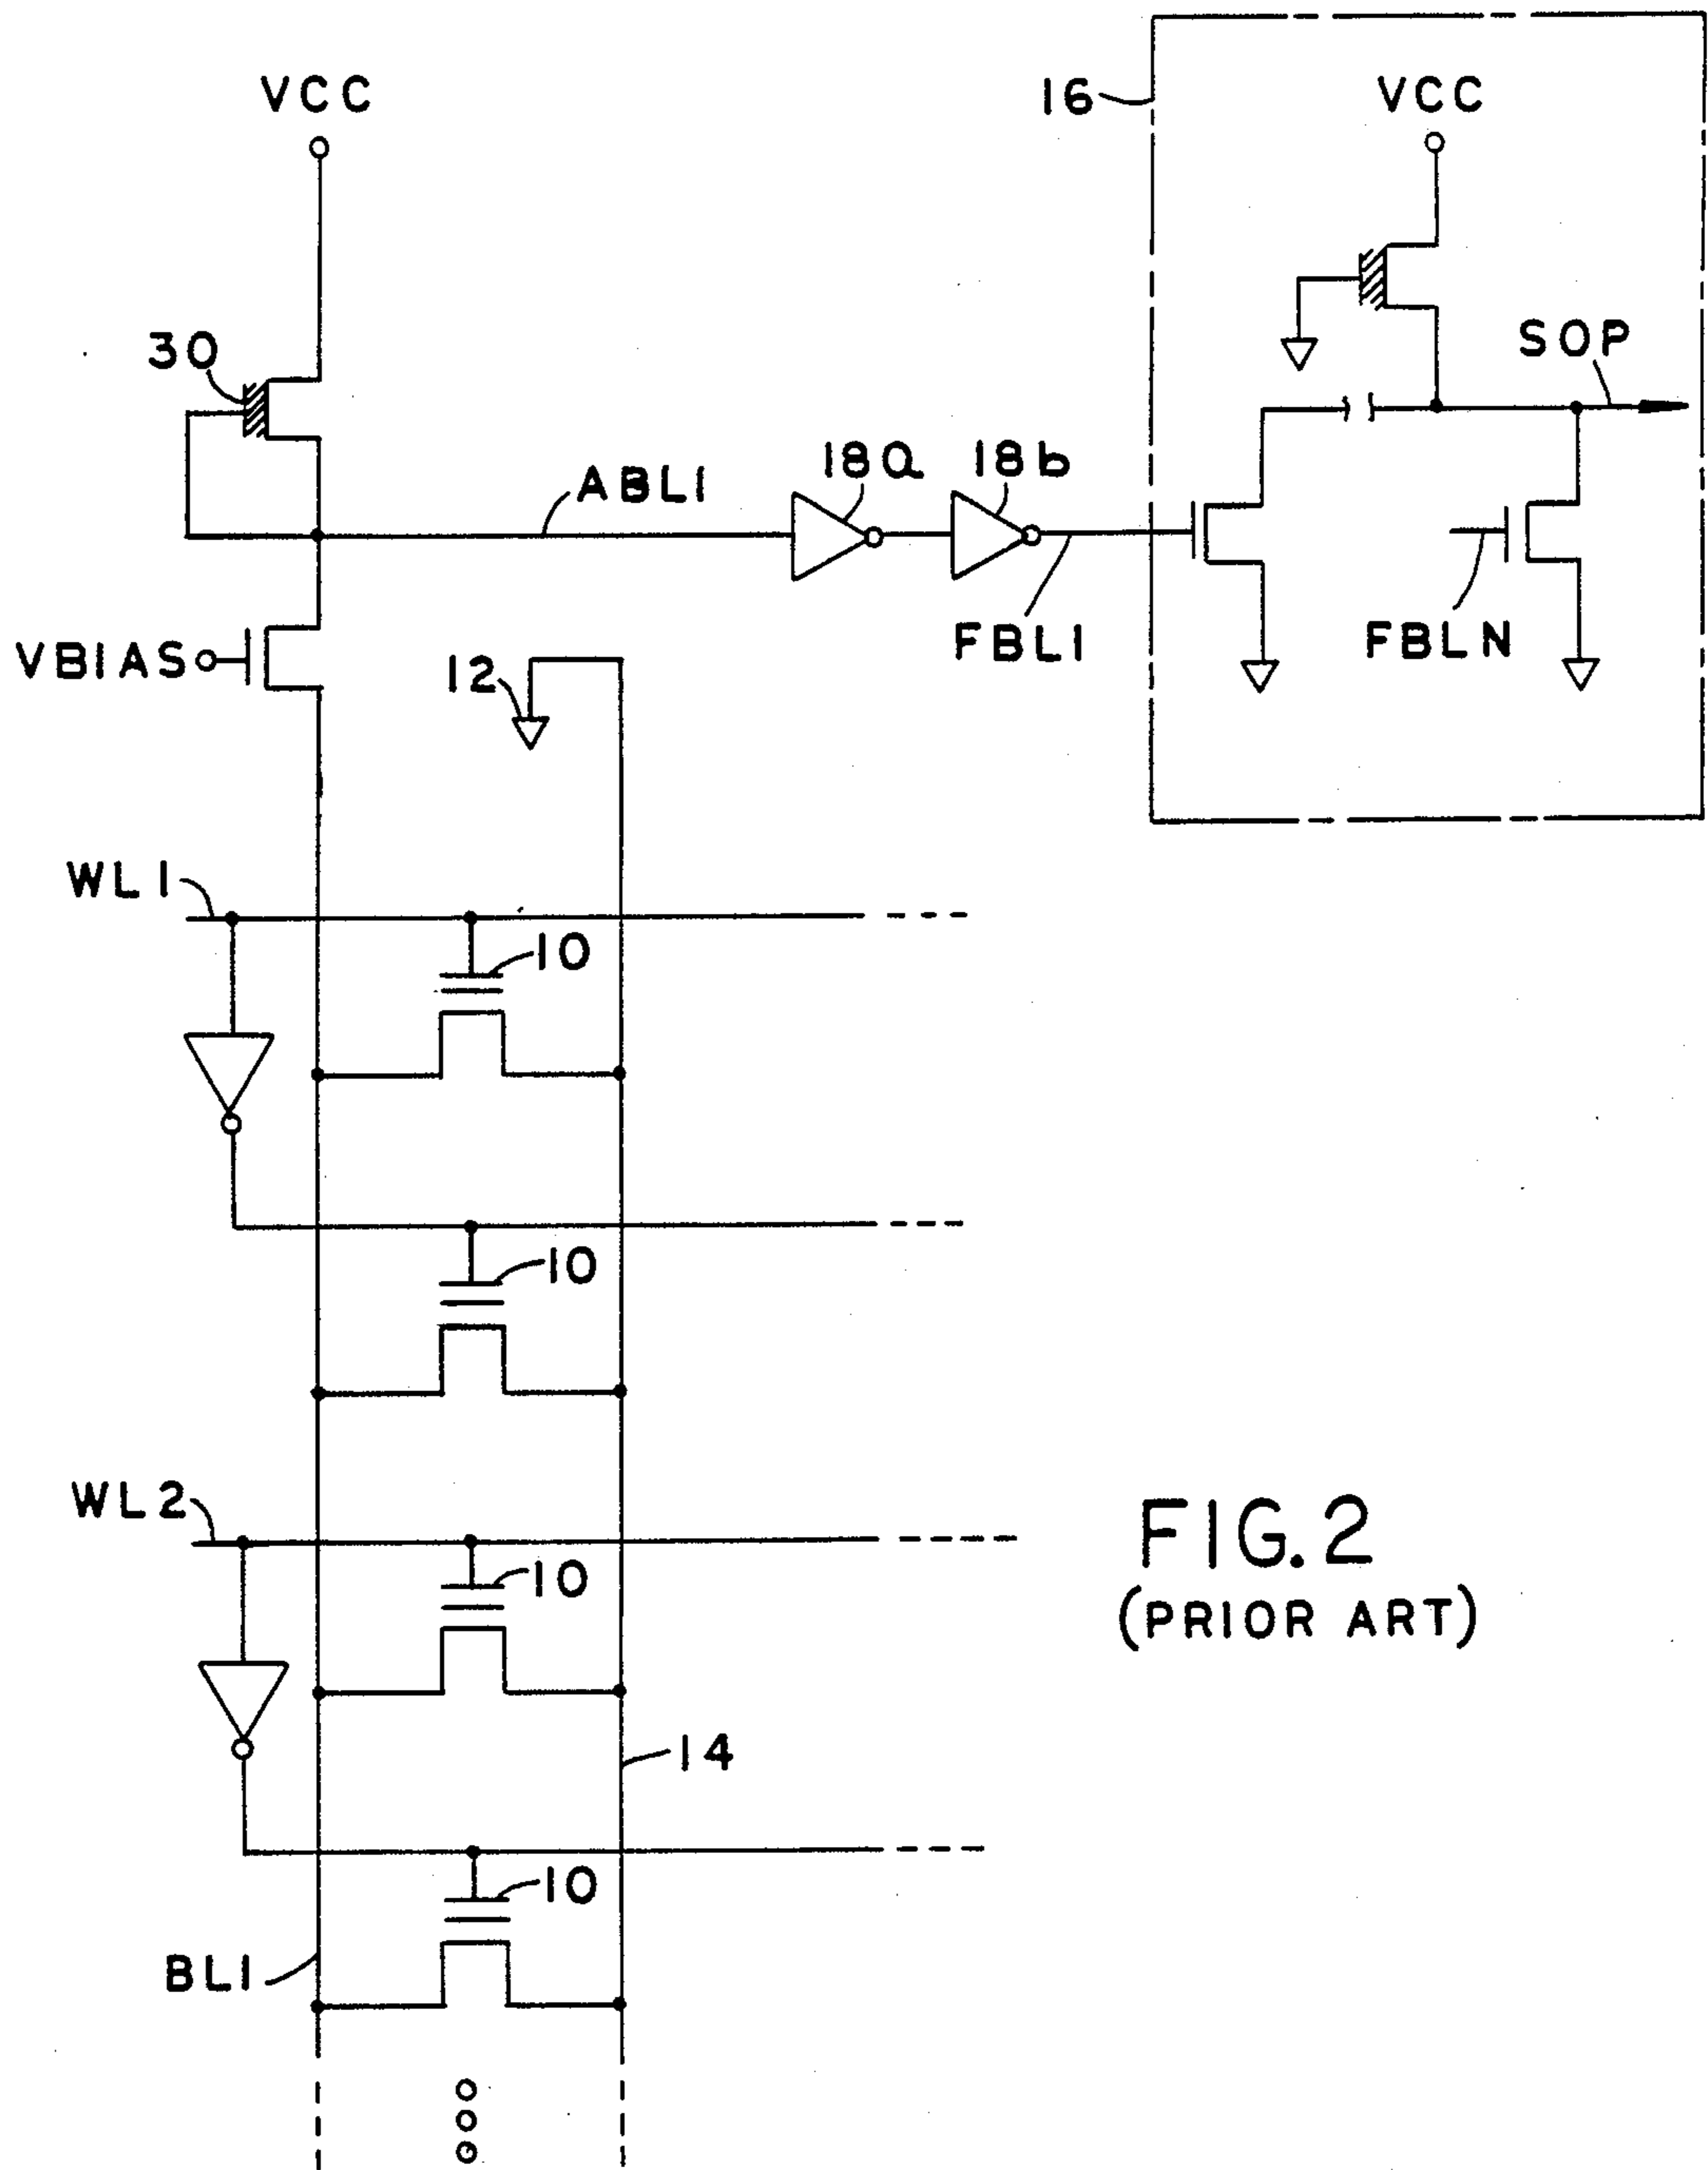 VCC
16
VCC
30
SOP
ABL1
18a
18b
VBIAS
12
FBL1
FBLN
WL1
10
10
WL2
10
FIG. 2
(PRIOR ART)
14
10
BL1